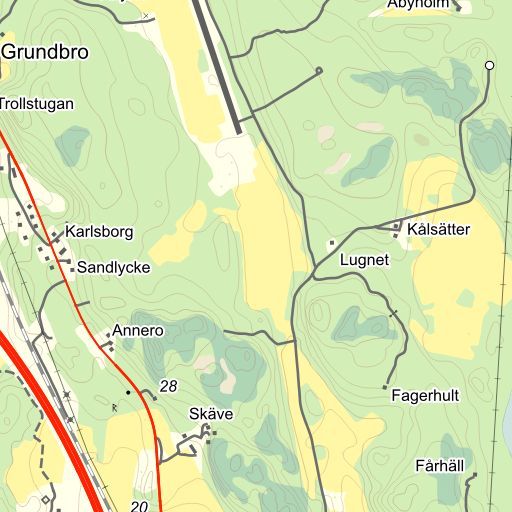 Åbyholm
Grundbro
Trollstugan
Karlsborg
Kålsätter
Lugnet
Sandlycke
Annero
28
Fagerhult
Skäve
Fårhäll
20